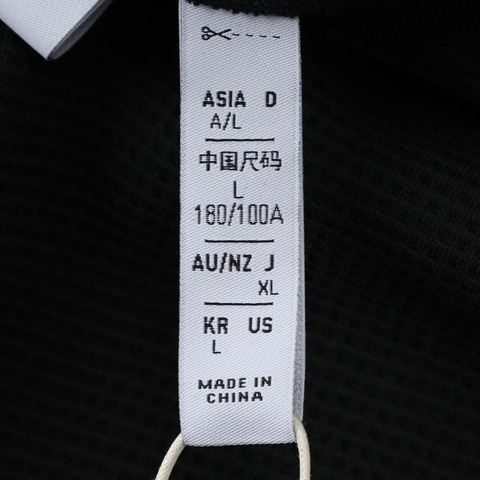 ASIA D
A/L
中国尺码
L
180/100A
AU/NZ J
XL
KR US
L
MADE IN
CHINA